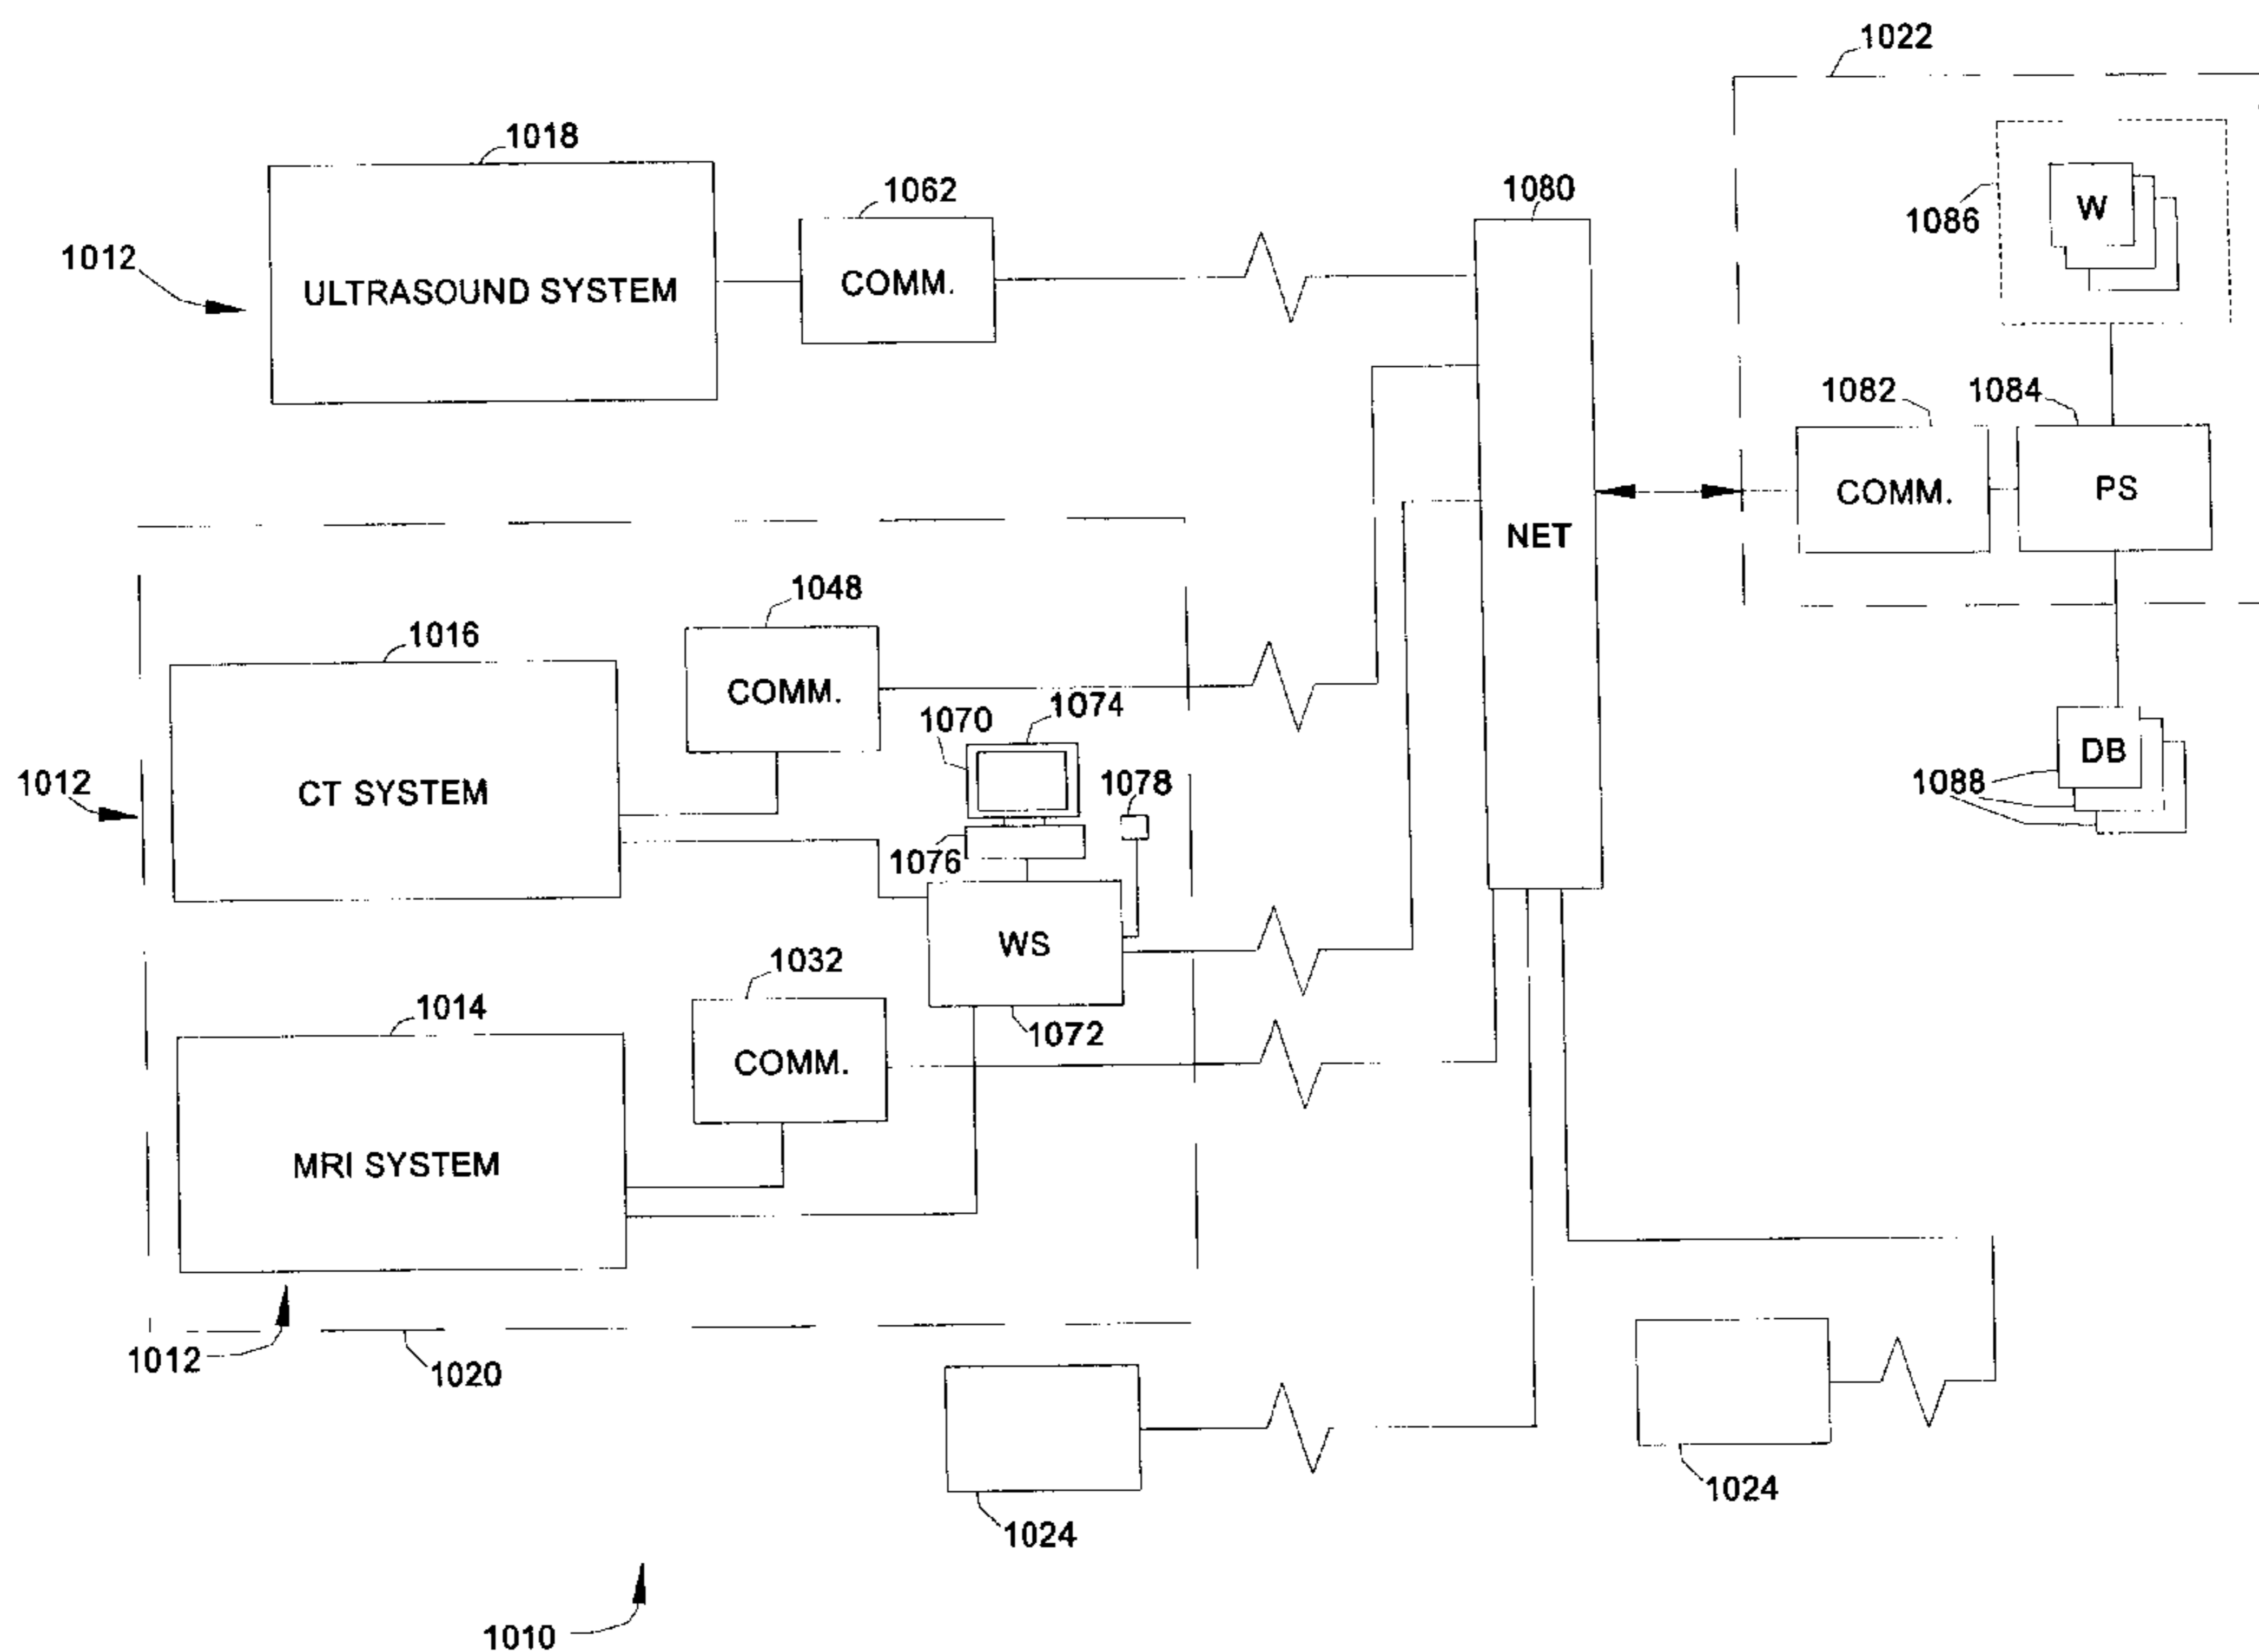 1022
1018
1062
1080
W
1086
1012
ULTRASOUND SYSTEM
COMM.
1082
1084
COMM.
PS
NET
1048
1016
COMM.
1070
1074
DB
1012
CT SYSTEM
1078
1088
1076
WS
1032
1014
1072
COMM.
MRI SYSTEM
1012
1020
1024
1024
1010